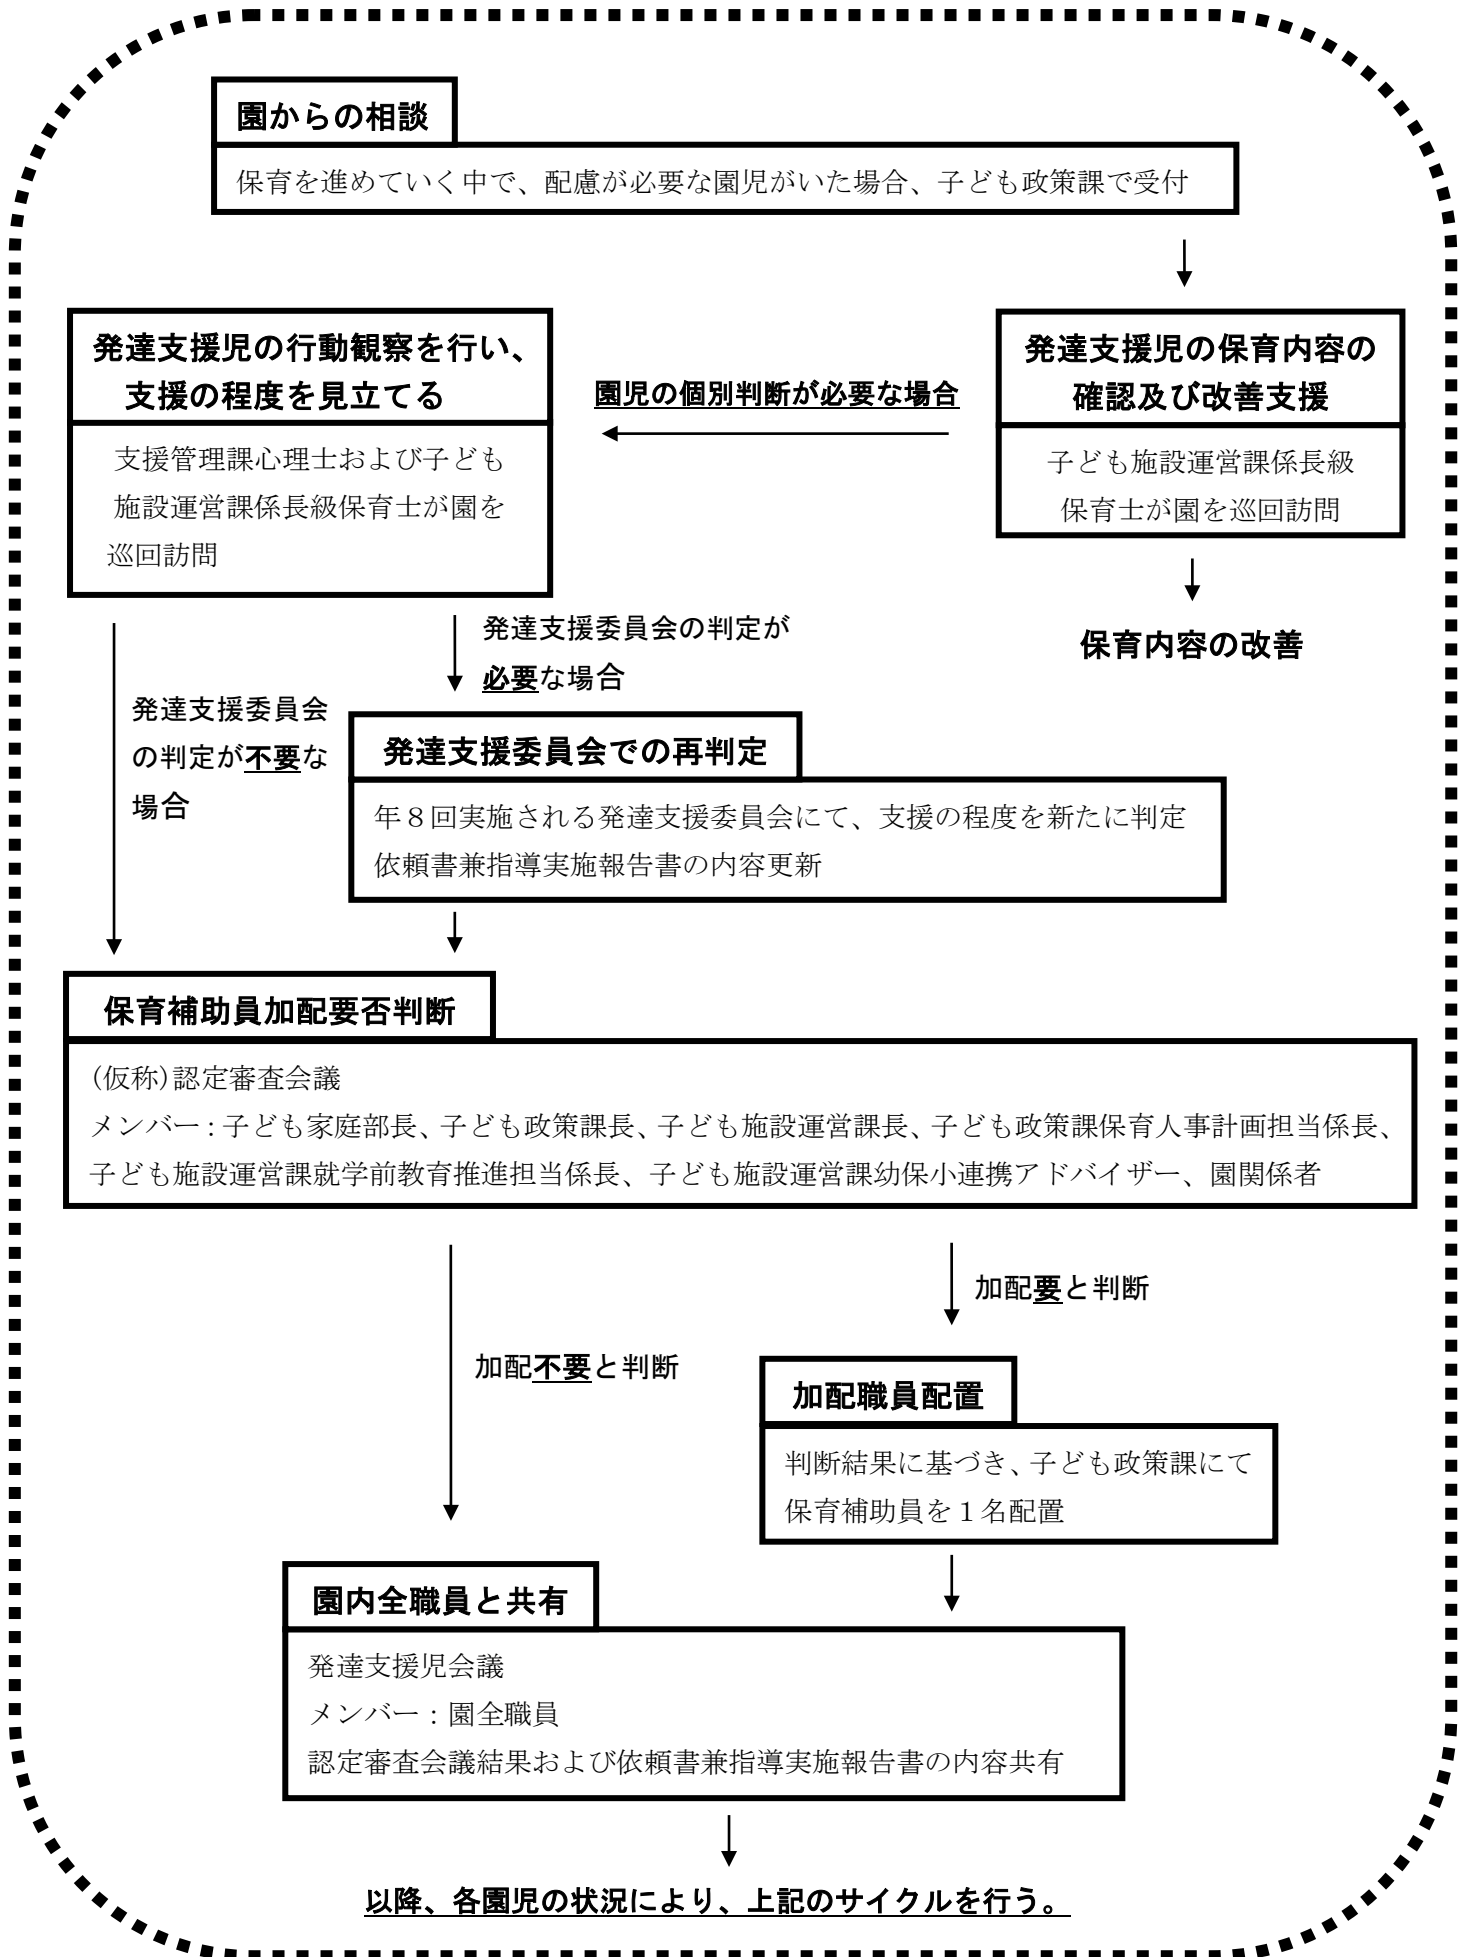 園からの相談
保育を進めていく中で、配慮が必要な園児がいた場合、子ども政策課で受付
発達支援児の保育内容の
確認及び改善支援
子ども施設運営課係長級
保育士が園を巡回訪問
保育内容の改善
園児の個別判断が必要な場合
発達支援児の行動観察を行い、
支援の程度を見立てる
支援管理課心理士および子ども
施設運営課係長級保育士が園を
巡回訪問
発達支援委員会の判定が
必要な場合
発達支援委員会
の判定が不要な
場合
発達支援委員会での再判定
年８回実施される発達支援委員会にて、支援の程度を新たに判定
依頼書兼指導実施報告書の内容更新
保育補助員加配要否判断
(仮称)認定審査会議
メンバー：子ども家庭部長、子ども政策課長、子ども施設運営課長、子ども政策課保育人事計画担当係長、
子ども施設運営課就学前教育推進担当係長、子ども施設運営課幼保小連携アドバイザー、園関係者
加配要と判断
加配不要と判断
加配職員配置
判断結果に基づき、子ども政策課にて
保育補助員を１名配置
園内全職員と共有
発達支援児会議
メンバー：園全職員
認定審査会議結果および依頼書兼指導実施報告書の内容共有
以降、各園児の状況により、上記のサイクルを行う。